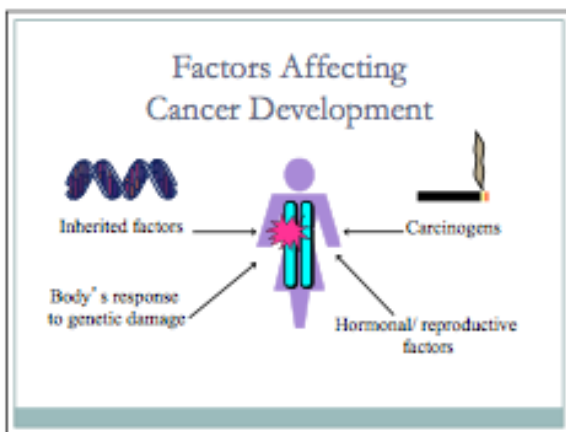 Factors Affecting
Cancer Development
Inherited factors
Carcinogens
Body's response
to genetic damage
Hormonal/ reproductive
factors